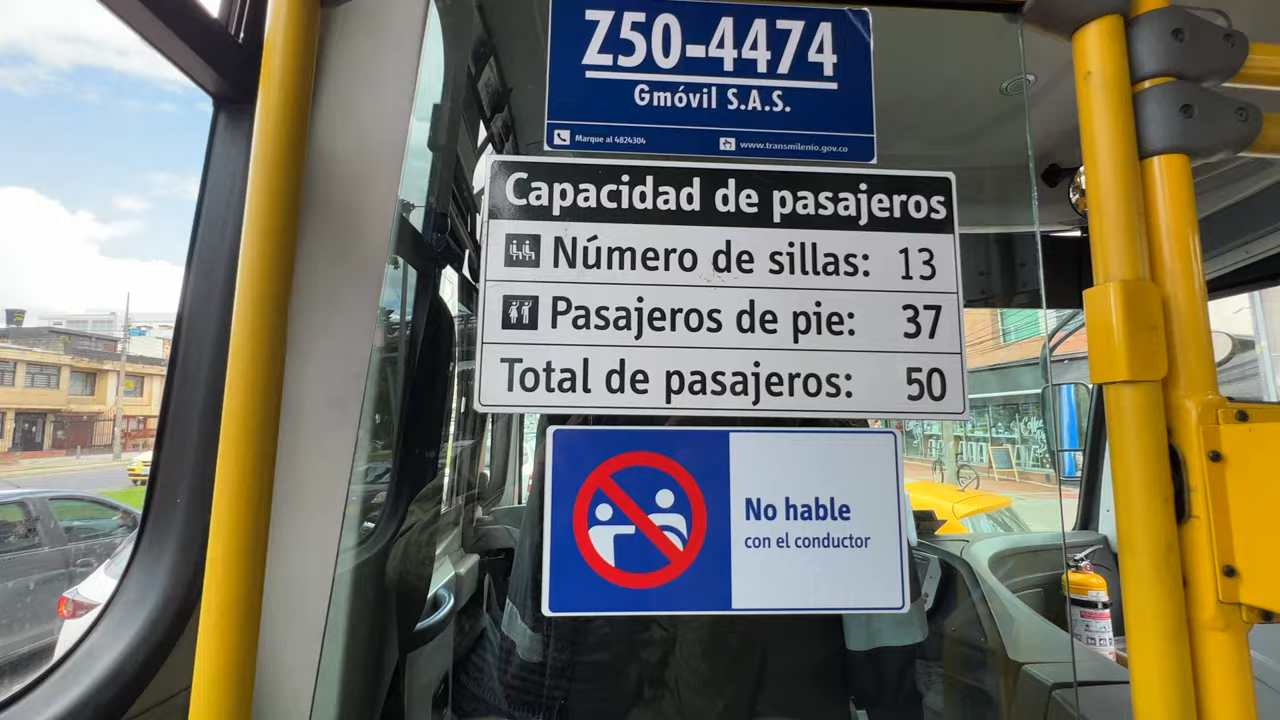 Z50-4474
Gmóvil S.A.S.
Marque al 4824304
www.transmilenio.gov.co
Capacidad de pasajeros
Número de sillas: 13
Pasajeros de pie: 37
Total de pasajeros: 50
No hable
con el conductor